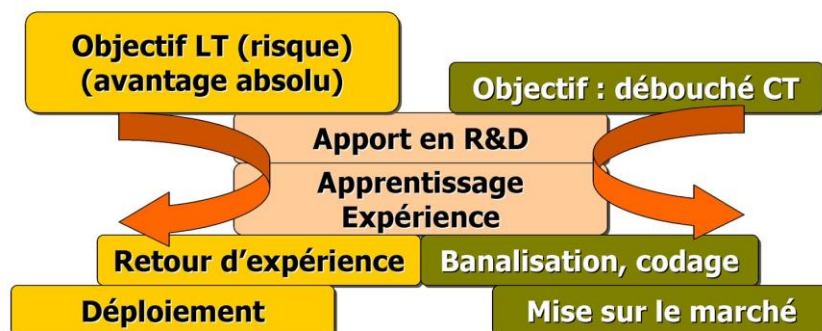 Objectif LT (risque)
(avantage absolu)
Objectif : débouché CT
Apport en R&D
Apprentissage
Expérience
Retour d’expérience
Banalisation, codage
Déploiement
Mise sur le marché